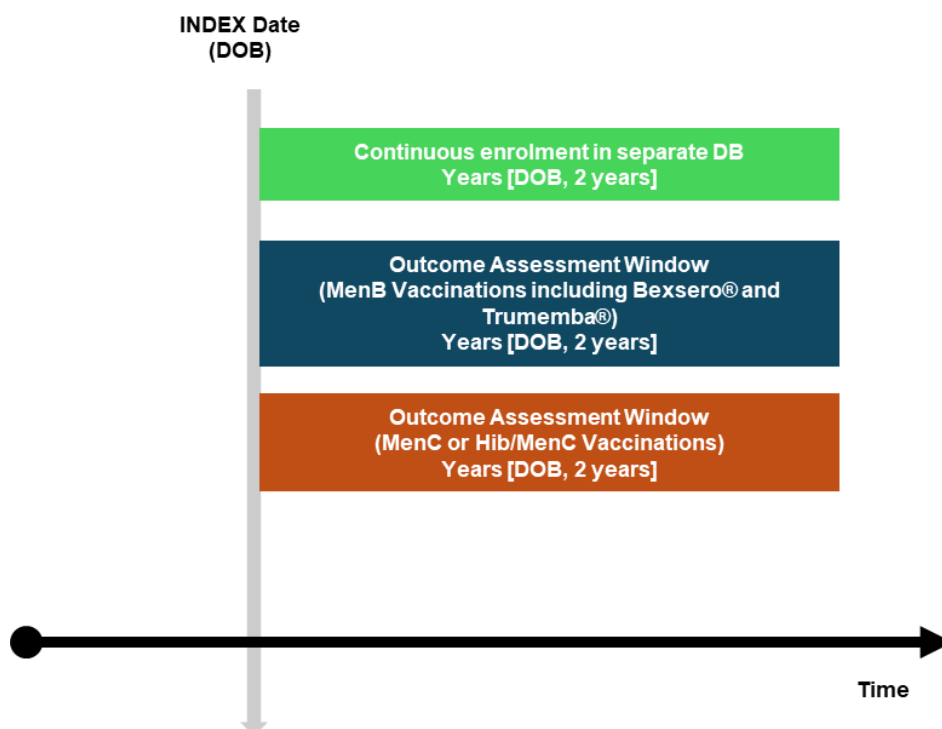 INDEX Date
(DOB)
Continuous enrolment in separate DB
Years [DOB, 2 years]
Outcome Assessment Window
(MenB Vaccinations including Bexsero® and
Trumemba®)
Years [DOB, 2 years]
Outcome Assessment Window
(MenC or Hib/MenC Vaccinations)
Years [DOB, 2 years]
Time